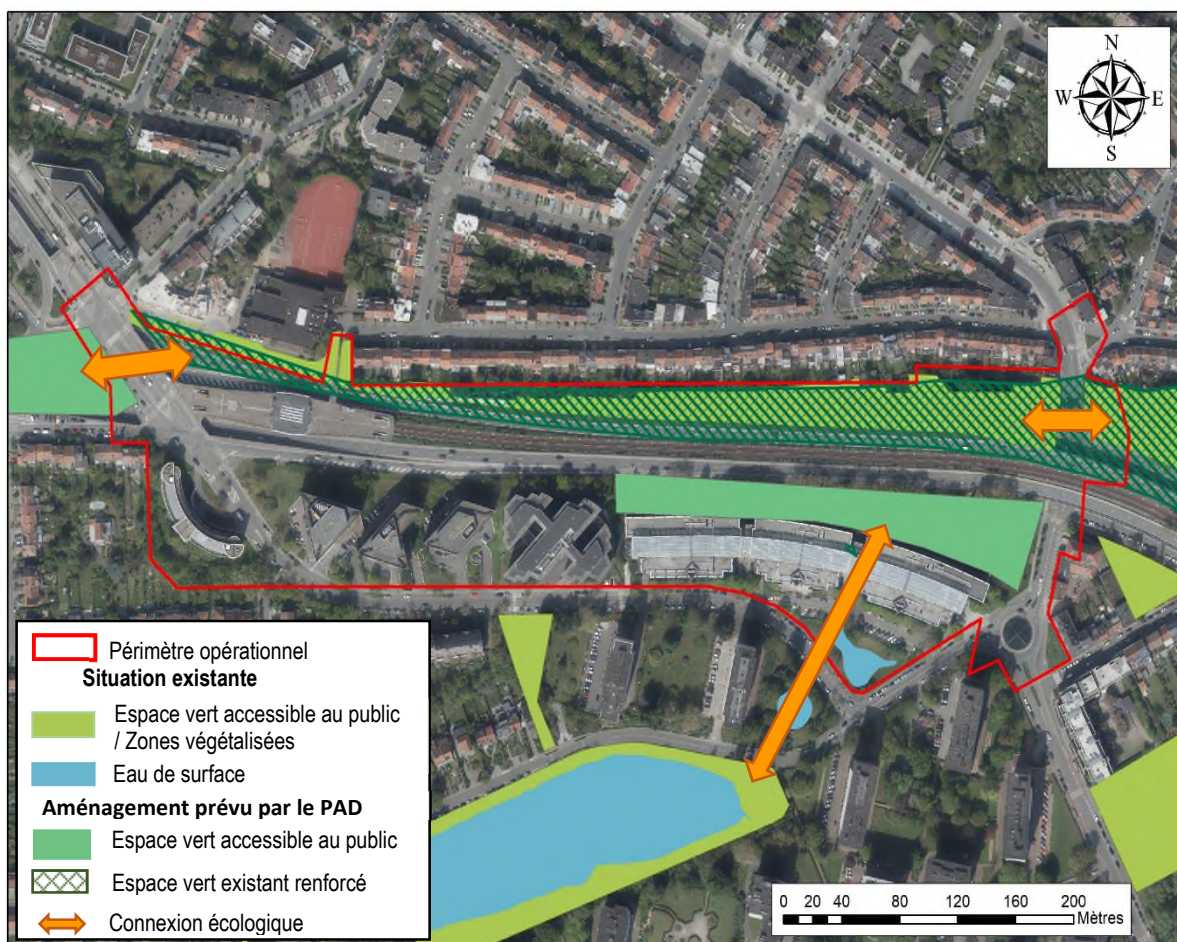 N
W E
S
Périmètre opérationnel
Situation existante
Espace vert accessible au public
/ Zones végétalisées
Eau de surface
Aménagement prévu par le PAD
Espace vert accessible au public
Espace vert existant renforcé
Connexion écologique
0 20 40 80 120 160 200
Mètres